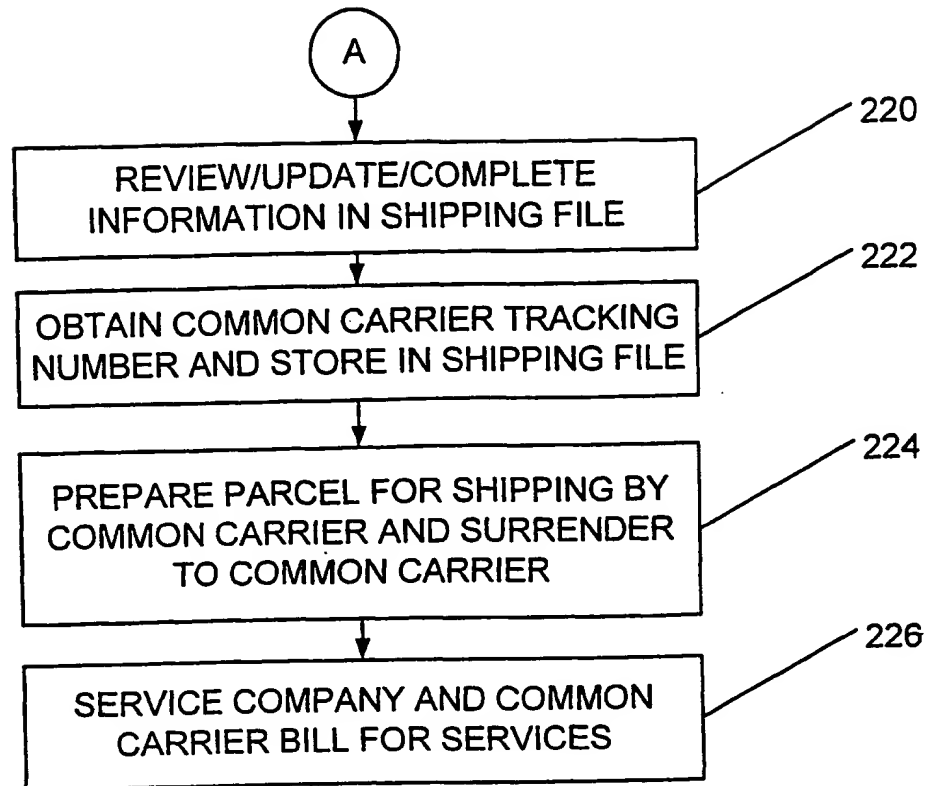 A
220
REVIEW/UPDATE/COMPLETE
INFORMATION IN SHIPPING FILE
222
OBTAIN COMMON CARRIER TRACKING
NUMBER AND STORE IN SHIPPING FILE
224
PREPARE PARCEL FOR SHIPPING BY
COMMON CARRIER AND SURRENDER
TO COMMON CARRIER
226
SERVICE COMPANY AND COMMON
CARRIER BILL FOR SERVICES